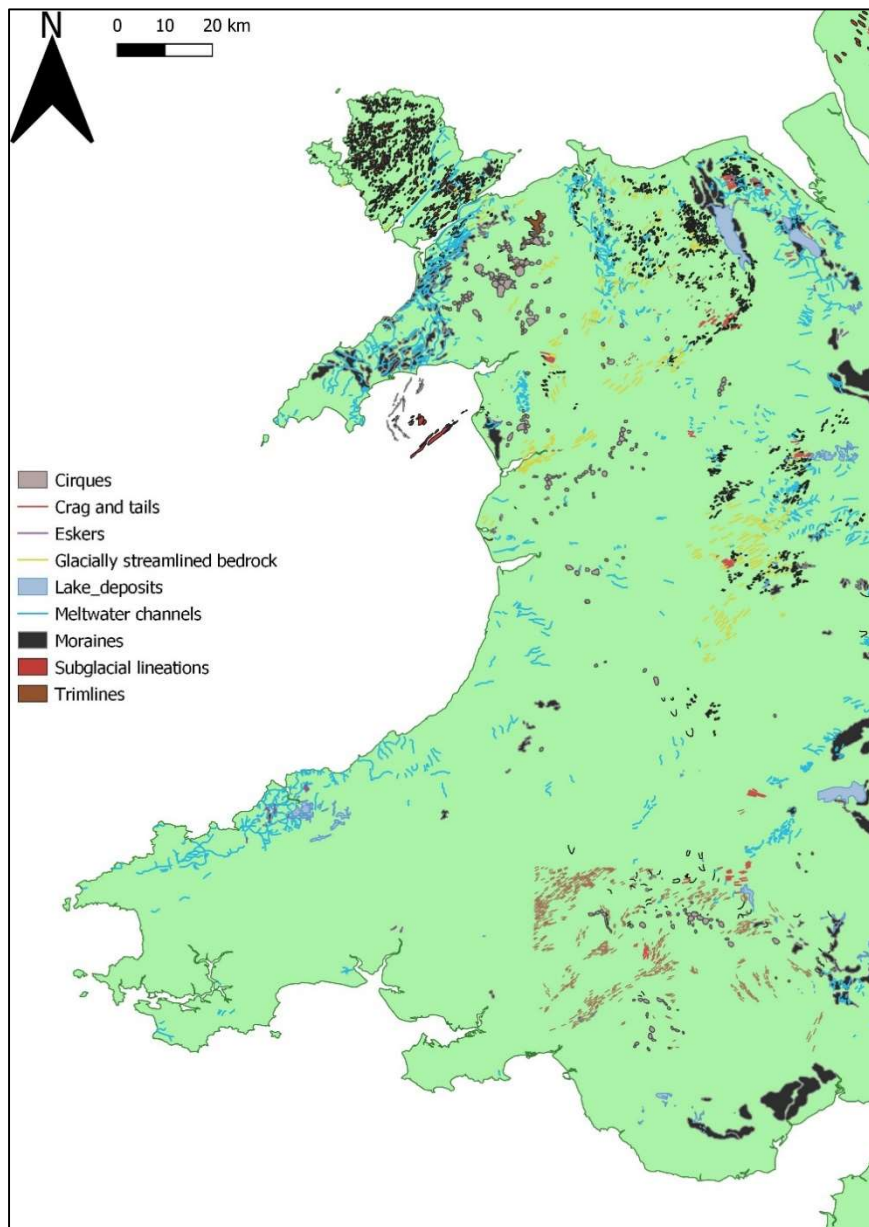 N
0 10 20 km
Cirques
Crag and tails
Eskers
Glacially streamlined bedrock
Lake_deposits
Meltwater channels
Moraines
Subglacial lineations
Trimlines